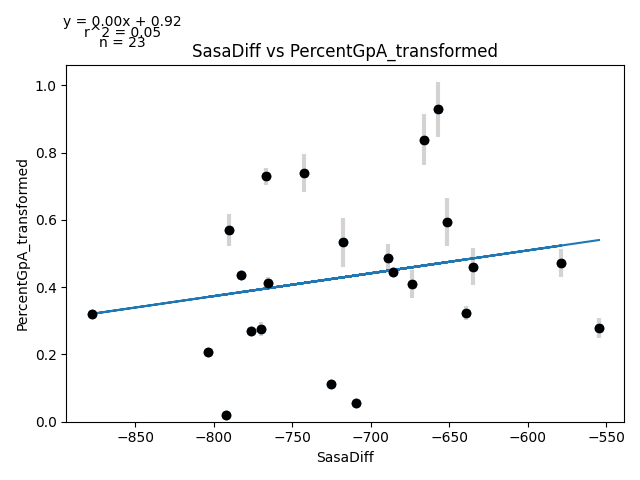 y = 0.00x + 0.92
r^2 = 0.05
n = 23
SasaDiff vs PercentGpA_transformed
PercentGpA_transformed
1.0
0.8
0.6
0.4
0.2
0.0
−850
−800
−750
−700
−650
−600
−550
SasaDiff